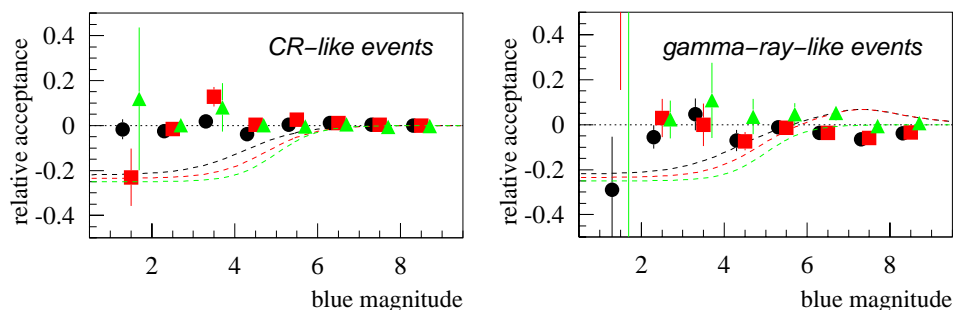 CR-like events
relative acceptance
0.4
0.2
0
-0.2
-0.4
2 4 6 8
blue magnitude
gamma-ray-like events
relative acceptance
0.4
0.2
0
-0.2
-0.4
2 4 6 8
blue magnitude